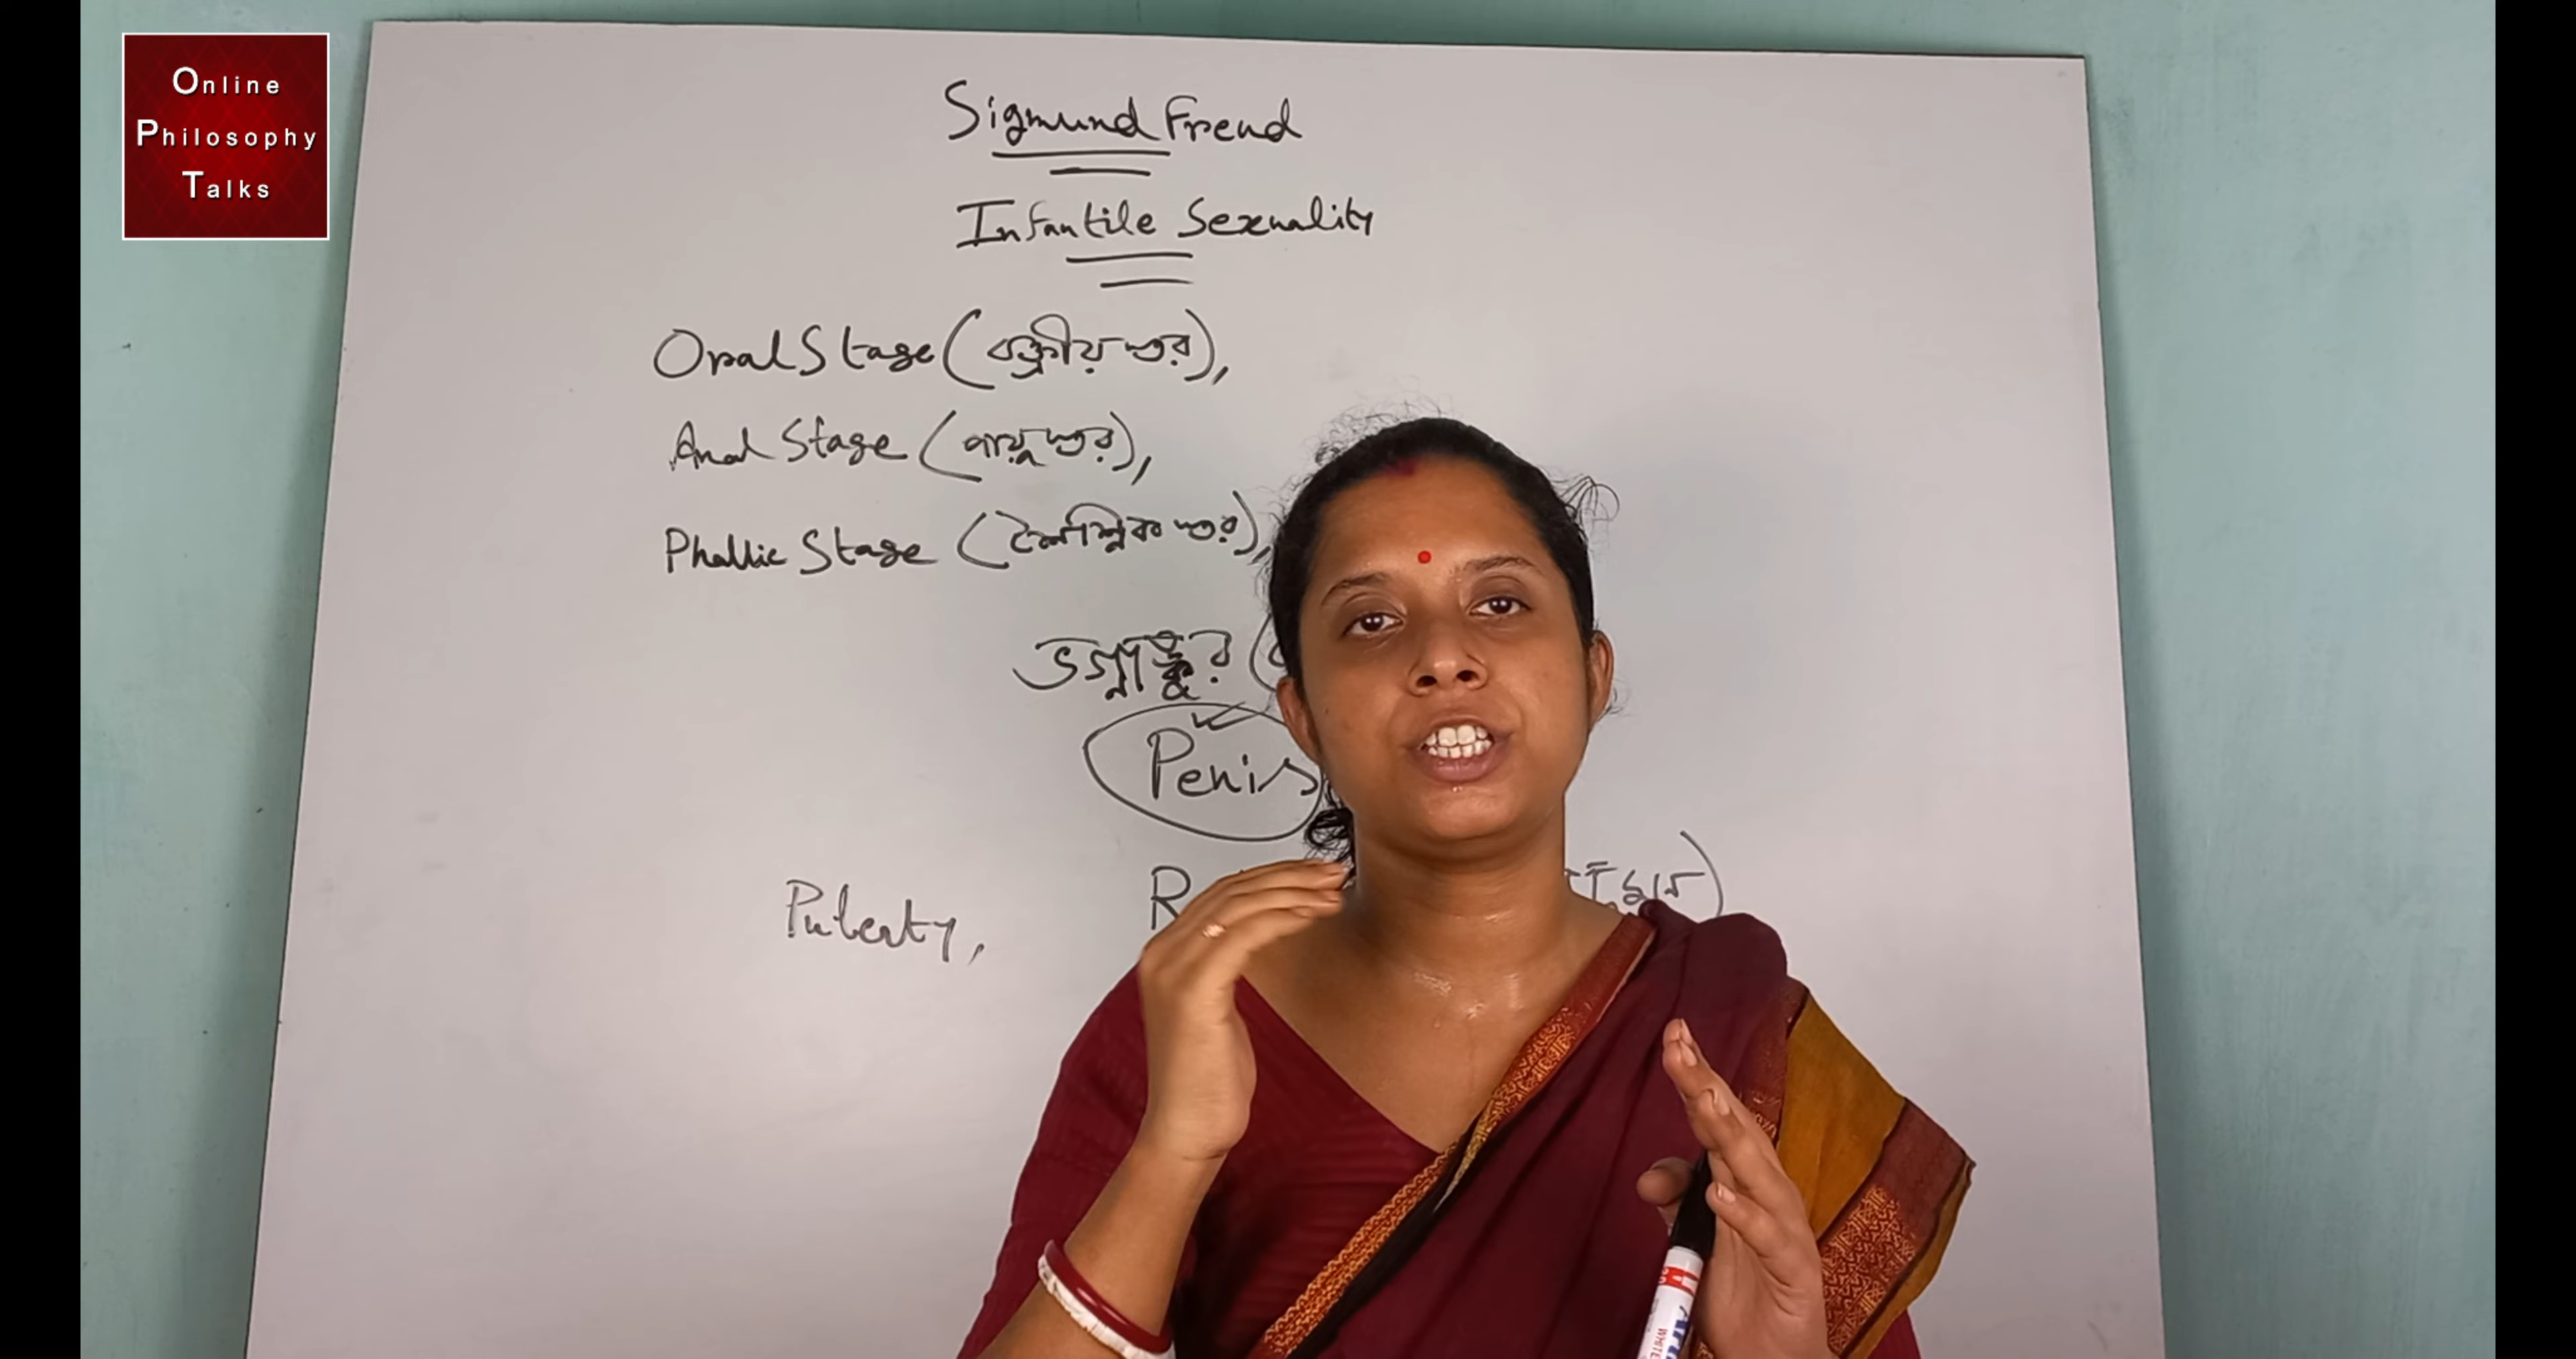 Online
Philosophy
Talks
Sigmund Freud
Infantile Sexuality
Oral Stage (বক্ত্রীয় স্তর),
Anal Stage (পায়ু স্তর),
Phallic Stage (লৈঙ্গিক স্তর),
Penis
Puberty,